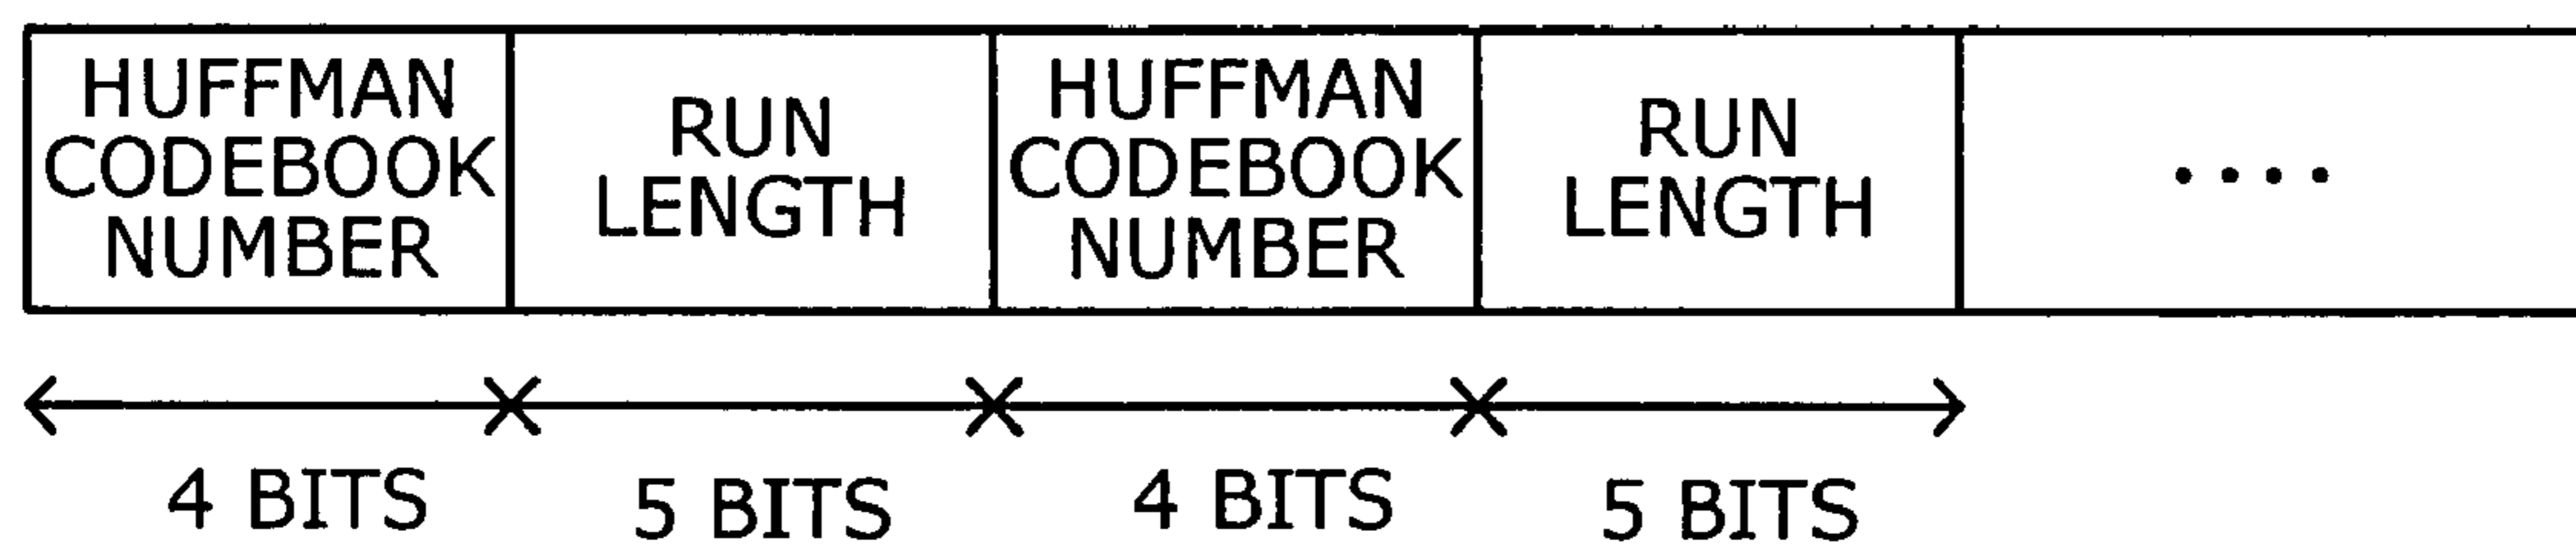 HUFFMAN
CODEBOOK
NUMBER
RUN
LENGTH
HUFFMAN
CODEBOOK
NUMBER
RUN
LENGTH
....
4 BITS
5 BITS
4 BITS
5 BITS